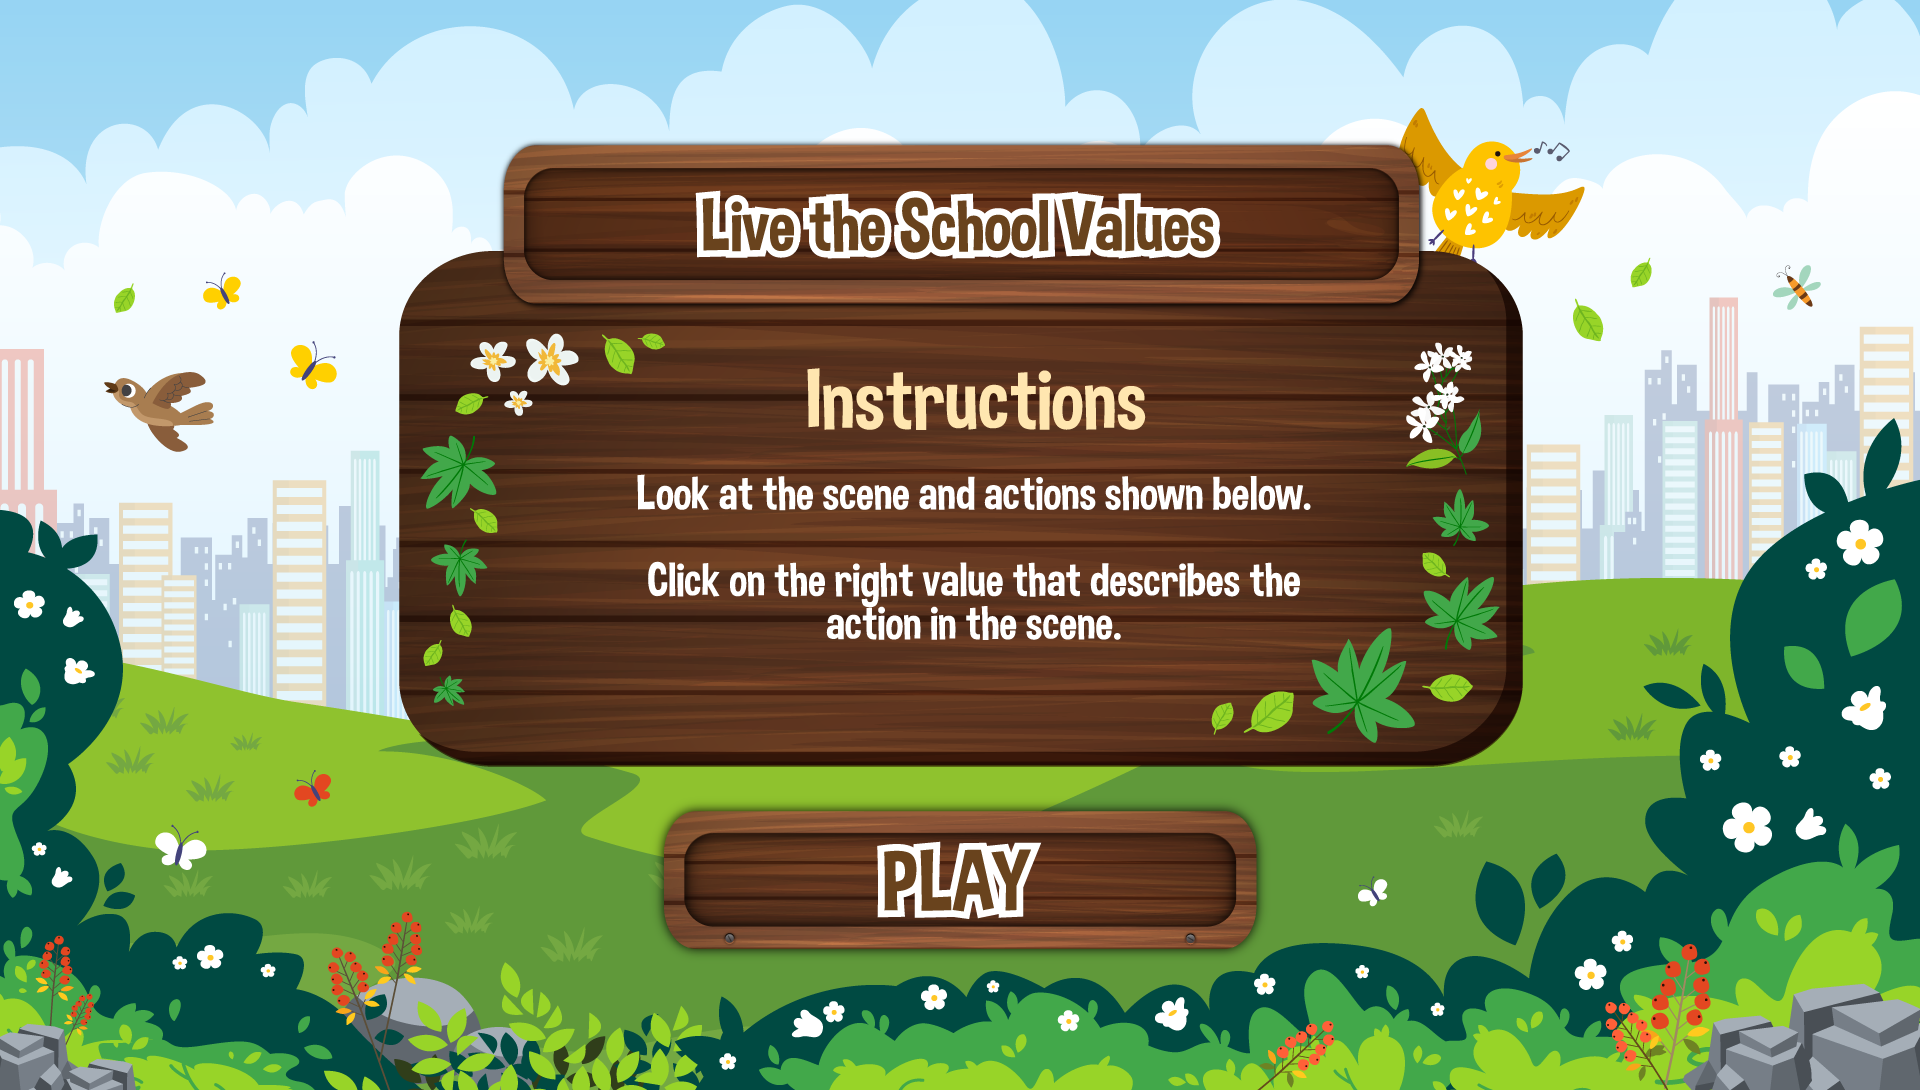 Live the School Values
Instructions
Look at the scene and actions shown below.
Click on the right value that describes the
action in the scene.
PLAY